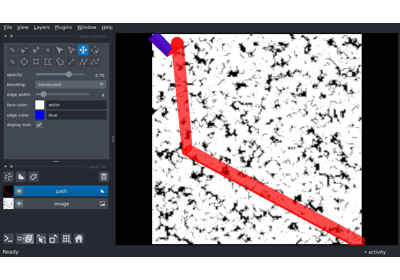 File View Layers Plugins Window Help
opacity: 0.70
blending: translucent
edge width: 4
face color: white
edge color: blue
display text:
path
Image
Ready
activity